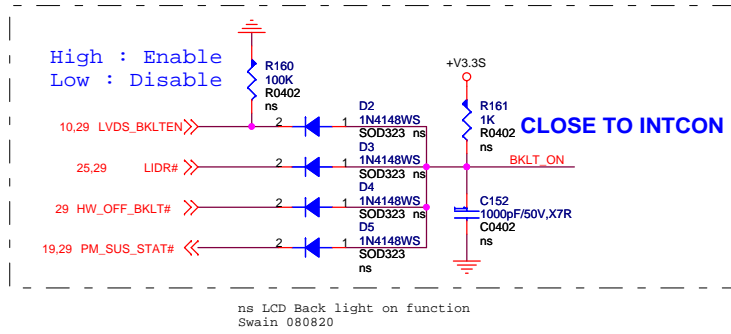 High : Enable
Low : Disable
R160
100K
R0402
ns
+V3.3S
R161
1K
R0402
ns
CLOSE TO INTCON
10,29 LVDS_BKLTEN
2
1
D2
1N4148WS
SOD323 ns
25,29 LIDR#
2
1
D3
1N4148WS
SOD323 ns
BKLT_ON
29 HW_OFF_BKLT#
2
1
D4
1N4148WS
SOD323 ns
C152
1000pF/50V,X7R
C0402
ns
19,29 PM_SUS_STAT#
2
1
D5
1N4148WS
SOD323
ns
ns LCD Back light on function
Swain 080820